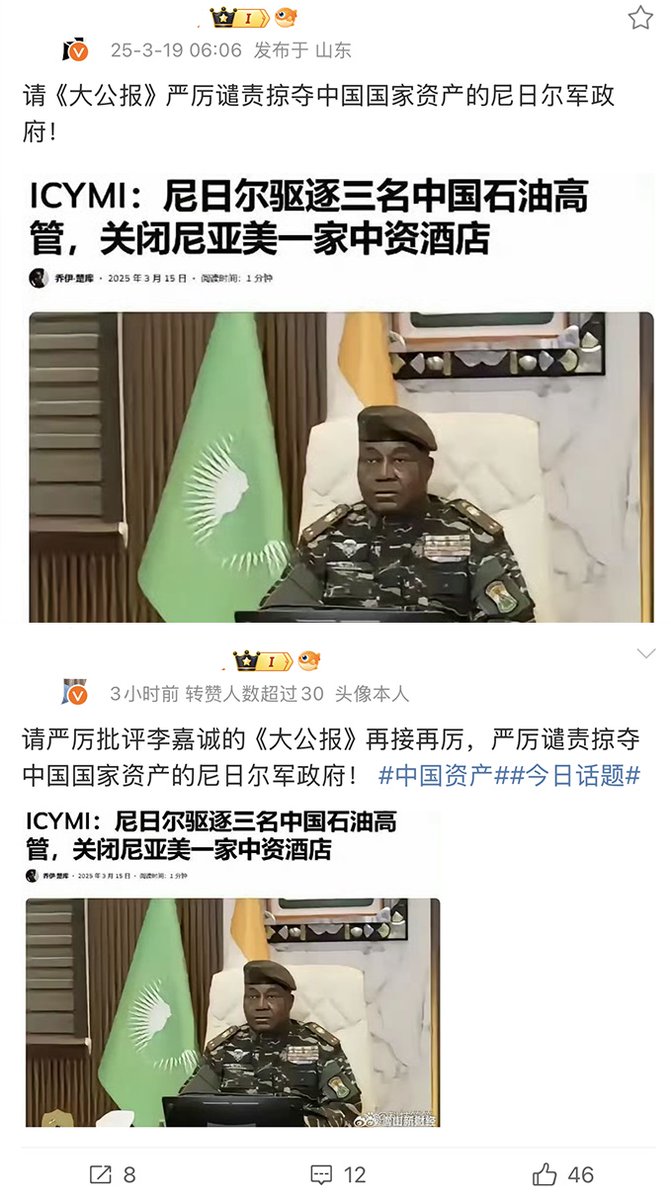 I
25-3-19 06:06 发布于 山东
请《大公报》严厉谴责掠夺中国国家资产的尼日尔军政
府！
ICYMI：尼日尔驱逐三名中国石油高
管，关闭尼亚美一家中资酒店
乔伊·楚库 · 2025 年 3 月 15 日 · 阅读时间：1 分钟
I
3小时前 转赞人数超过30 头像本人
请严厉批评李嘉诚的《大公报》再接再厉，严厉谴责掠夺
中国国家资产的尼日尔军政府！ #中国资产##今日话题#
ICYMI：尼日尔驱逐三名中国石油高
管，关闭尼亚美一家中资酒店
乔伊·楚库 · 2025 年 3 月 15 日 · 阅读时间：1 分钟
8
12
46